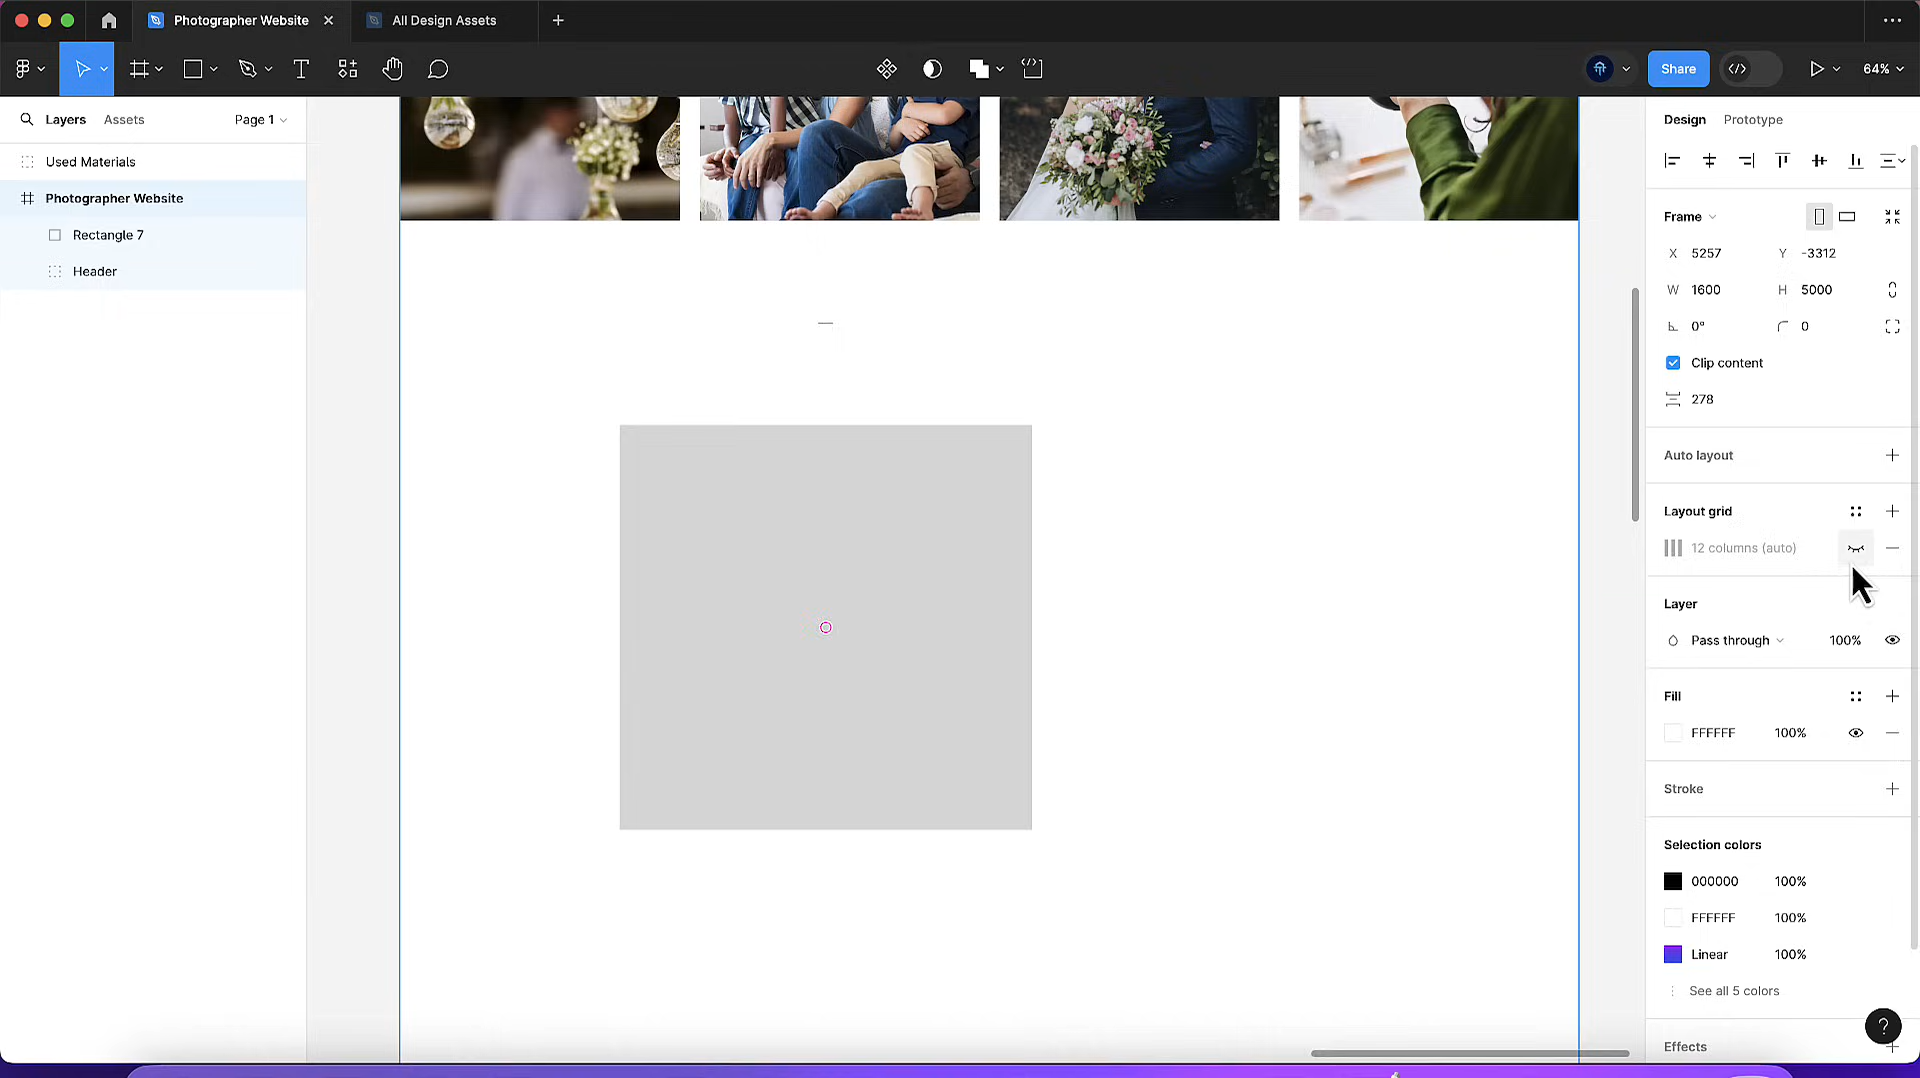 Photographer Website
All Design Assets
Share
64%
Layers
Assets
Page 1
Used Materials
Photographer Website
Rectangle 7
Header
Design
Prototype
Frame
X 5257
Y -3312
W 1600
H 5000
0°
0
Clip content
278
Auto layout
Layout grid
12 columns (auto)
Layer
Pass through
100%
Fill
FFFFFF
100%
Stroke
Selection colors
000000
100%
FFFFFF
100%
Linear
100%
See all 5 colors
?
Effects